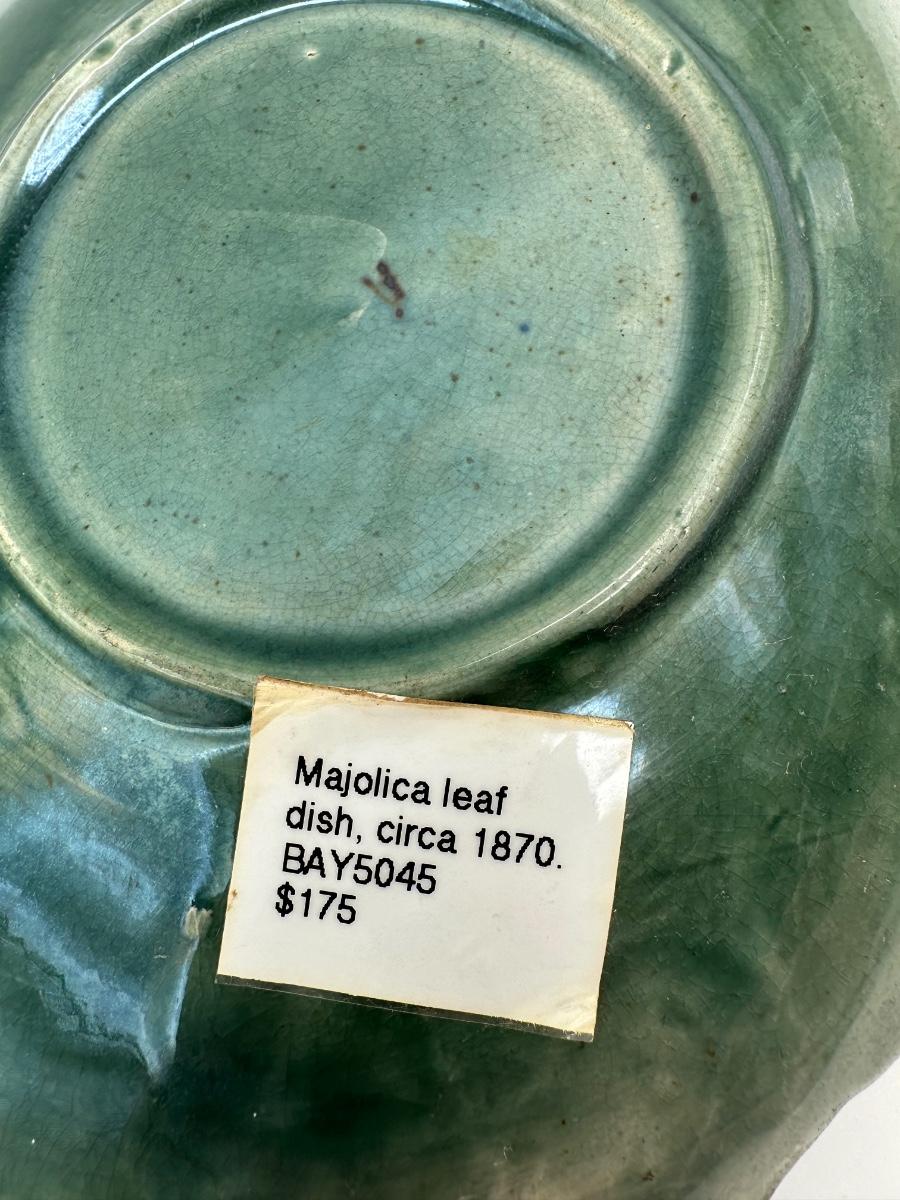 Majolica leaf
dish, circa 1870.
BAY5045
$175